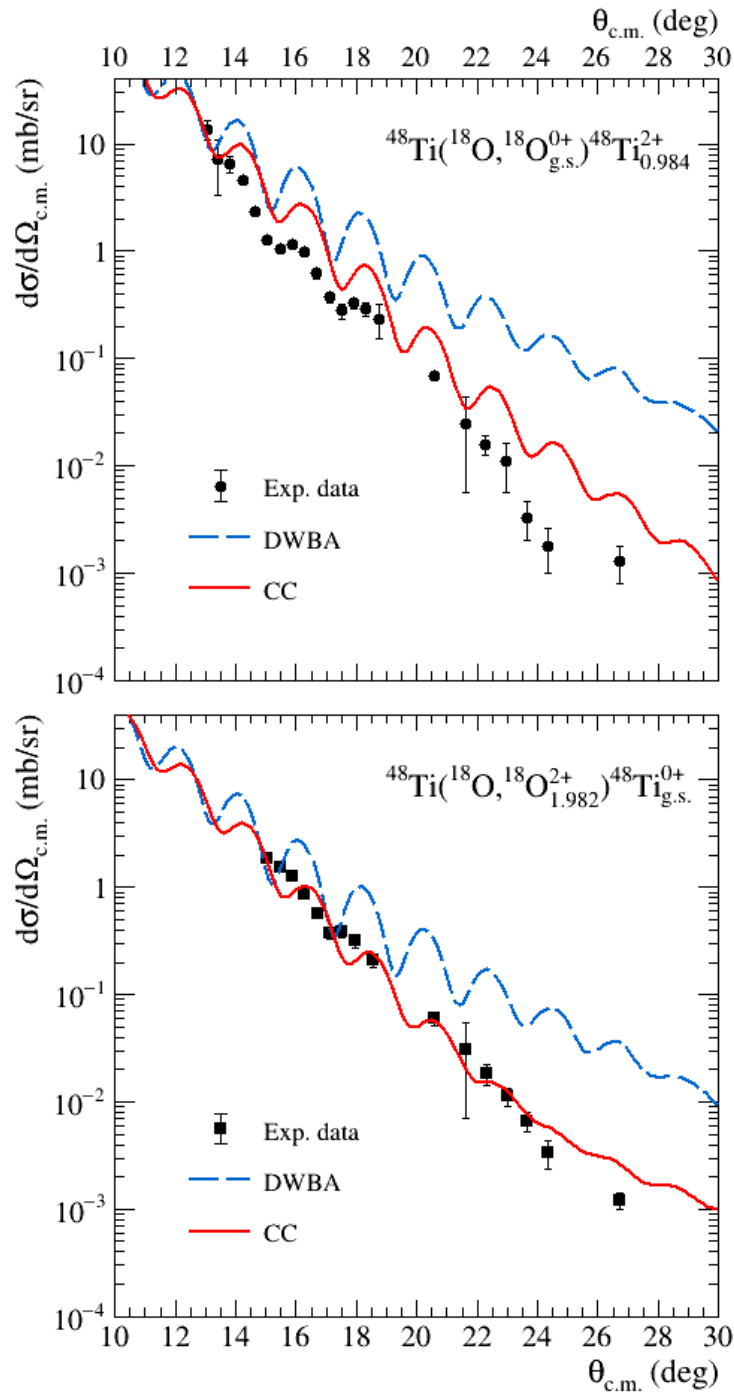 θc.m. (deg)
10 12 14 16 18 20 22 24 26 28 30
dσ/dΩc.m. (mb/sr)
⁴⁸Ti(¹⁸O,¹⁸O⁰⁺g.s.)⁴⁸Ti²⁺0.984
10
1
10⁻¹
10⁻²
10⁻³
10⁻⁴
Exp. data
DWBA
CC
dσ/dΩc.m. (mb/sr)
⁴⁸Ti(¹⁸O,¹⁸O²⁺1.982)⁴⁸Ti⁰⁺g.s.
10
1
10⁻¹
10⁻²
10⁻³
10⁻⁴
Exp. data
DWBA
CC
10 12 14 16 18 20 22 24 26 28 30
θc.m. (deg)